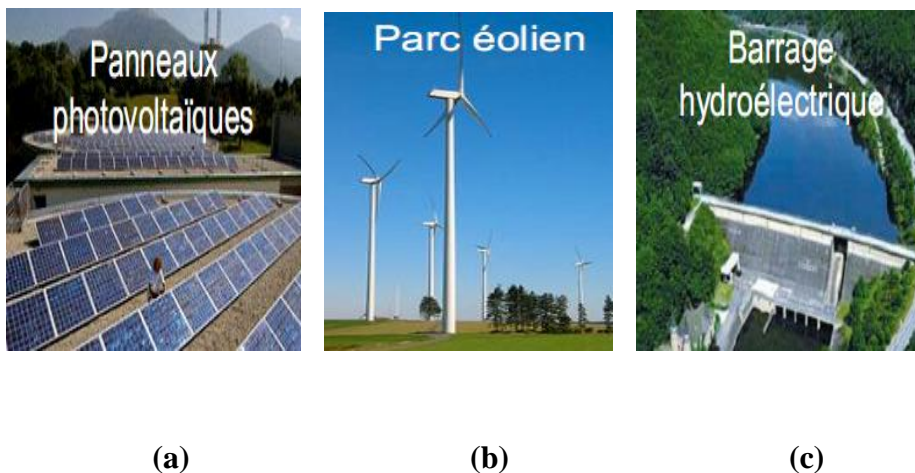 Panneaux
photovoltaïques
Parc éolien
Barrage
hydroélectrique
(a)
(b)
(c)